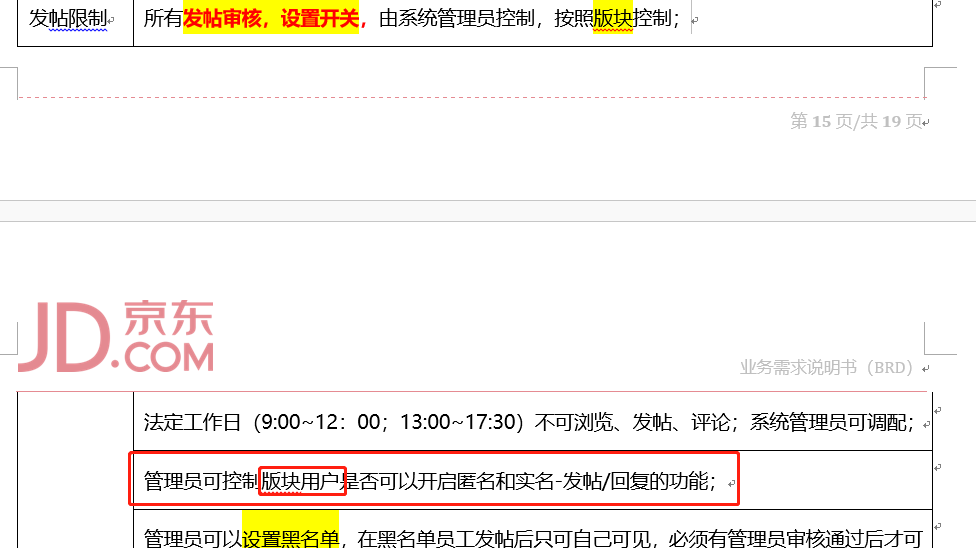 发帖限制
所有发帖审核，设置开关，由系统管理员控制，按照版块控制；
第 15 页/共 19 页
JD 京东
.COM
业务需求说明书（BRD）
法定工作日（9:00~12：00；13:00~17:30）不可浏览、发帖、评论；系统管理员可调配；
管理员可控制版块用户是否可以开启匿名和实名-发帖/回复的功能；
管理员可以设置黑名单，在黑名单员工发帖后只可自己可见，必须有管理员审核通过后才可